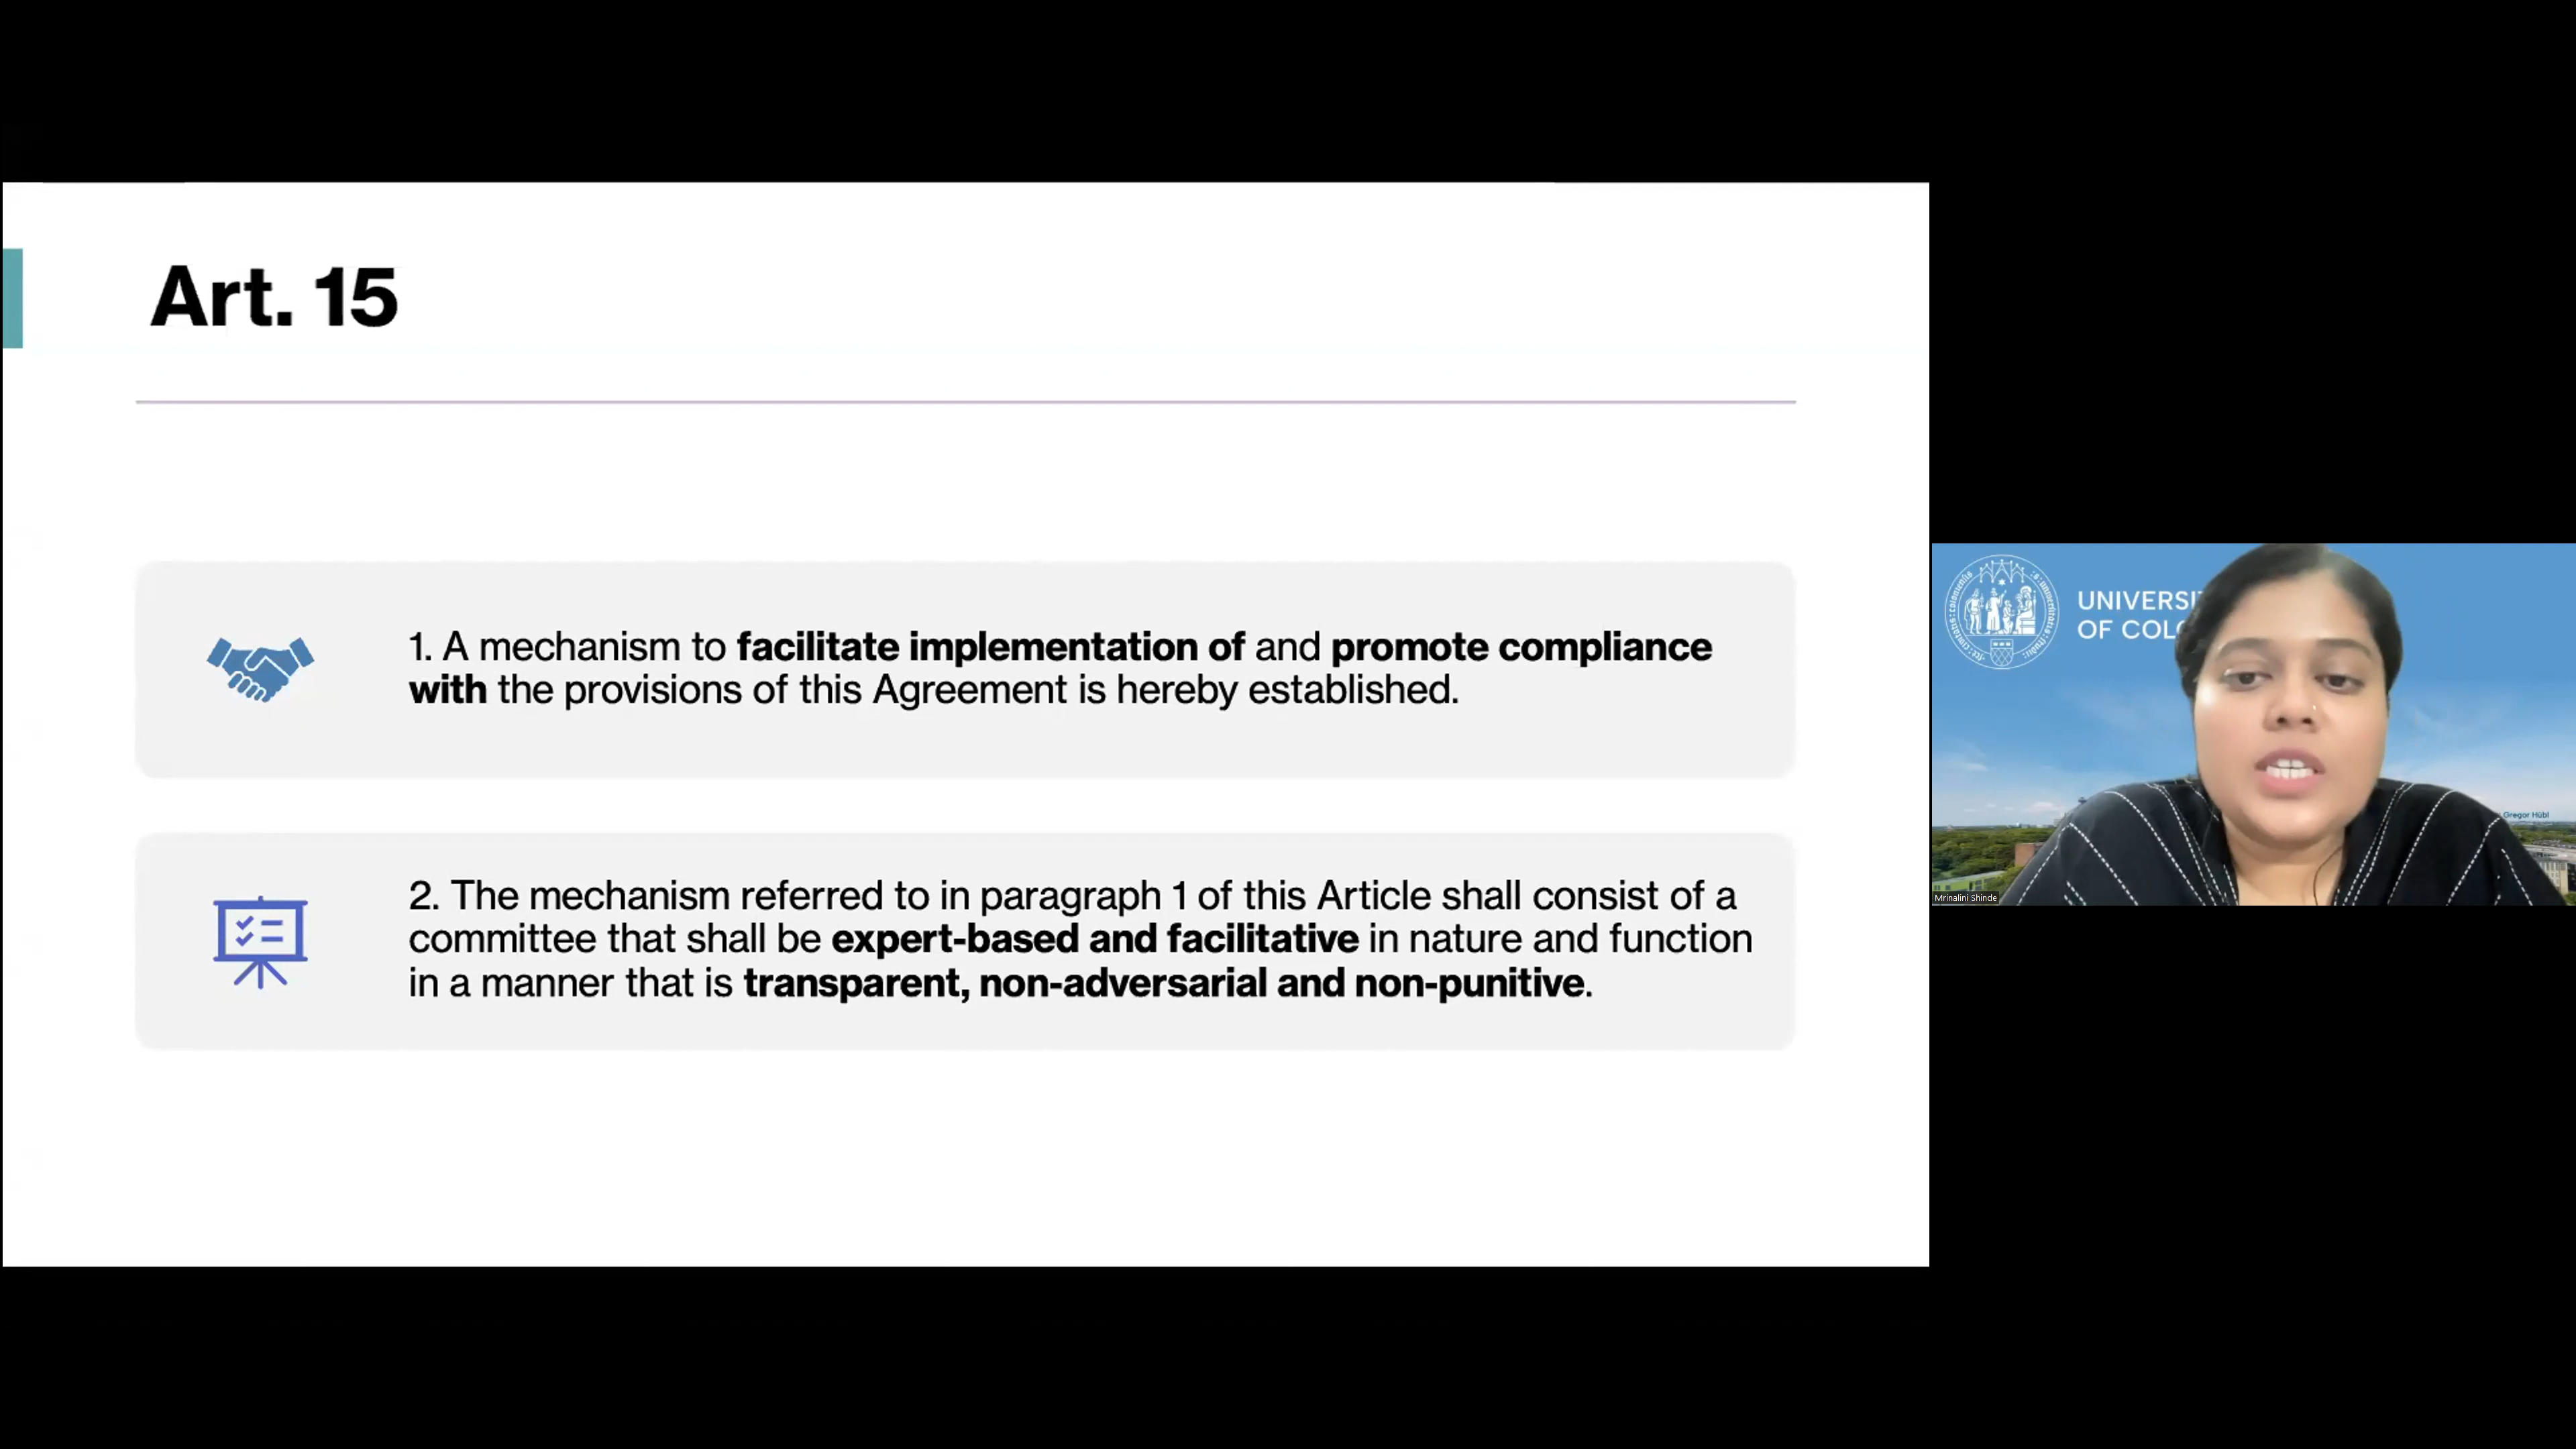 Art. 15
1. A mechanism to facilitate implementation of and promote compliance
with the provisions of this Agreement is hereby established.
2. The mechanism referred to in paragraph 1 of this Article shall consist of a
committee that shall be expert-based and facilitative in nature and function
in a manner that is transparent, non-adversarial and non-punitive.
UNIVERSI
OF COLO
Gregor Hübl
Mrinalini Shinde